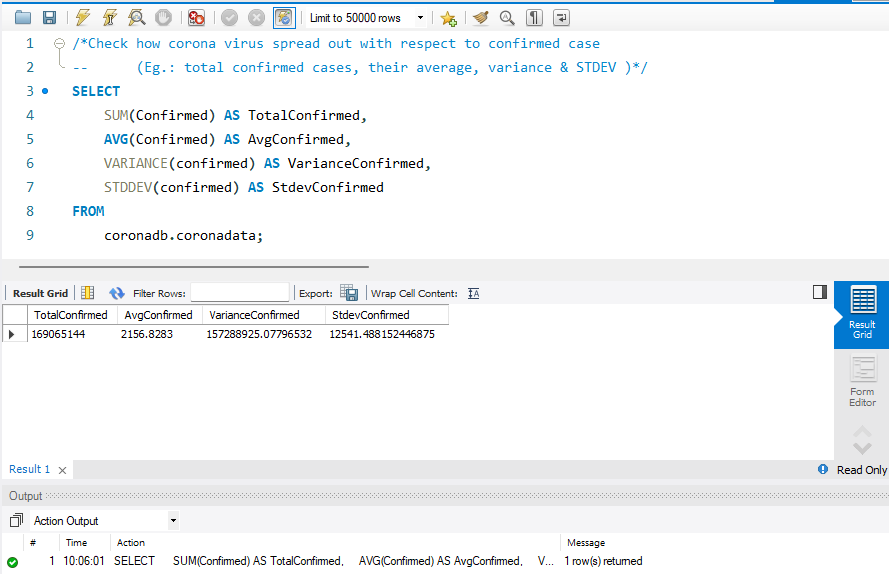 Limit to 50000 rows
1 /*Check how corona virus spread out with respect to confirmed case
2 -- (Eg.: total confirmed cases, their average, variance & STDEV )*/
3 SELECT
4 SUM(Confirmed) AS TotalConfirmed,
5 AVG(Confirmed) AS AvgConfirmed,
6 VARIANCE(confirmed) AS VarianceConfirmed,
7 STDDEV(confirmed) AS StdevConfirmed
8 FROM
9 coronadb.coronadata;
Result Grid Filter Rows: Export: Wrap Cell Content:
TotalConfirmed AvgConfirmed VarianceConfirmed StdevConfirmed
169065144 2156.8283 157288925.07796532 12541.488152446875
Result
Grid
Form
Editor
Result 1 Read Only
Output
Action Output
# Time Action Message
1 10:06:01 SELECT SUM(Confirmed) AS TotalConfirmed, AVG(Confirmed) AS AvgConfirmed, V... 1 row(s) returned